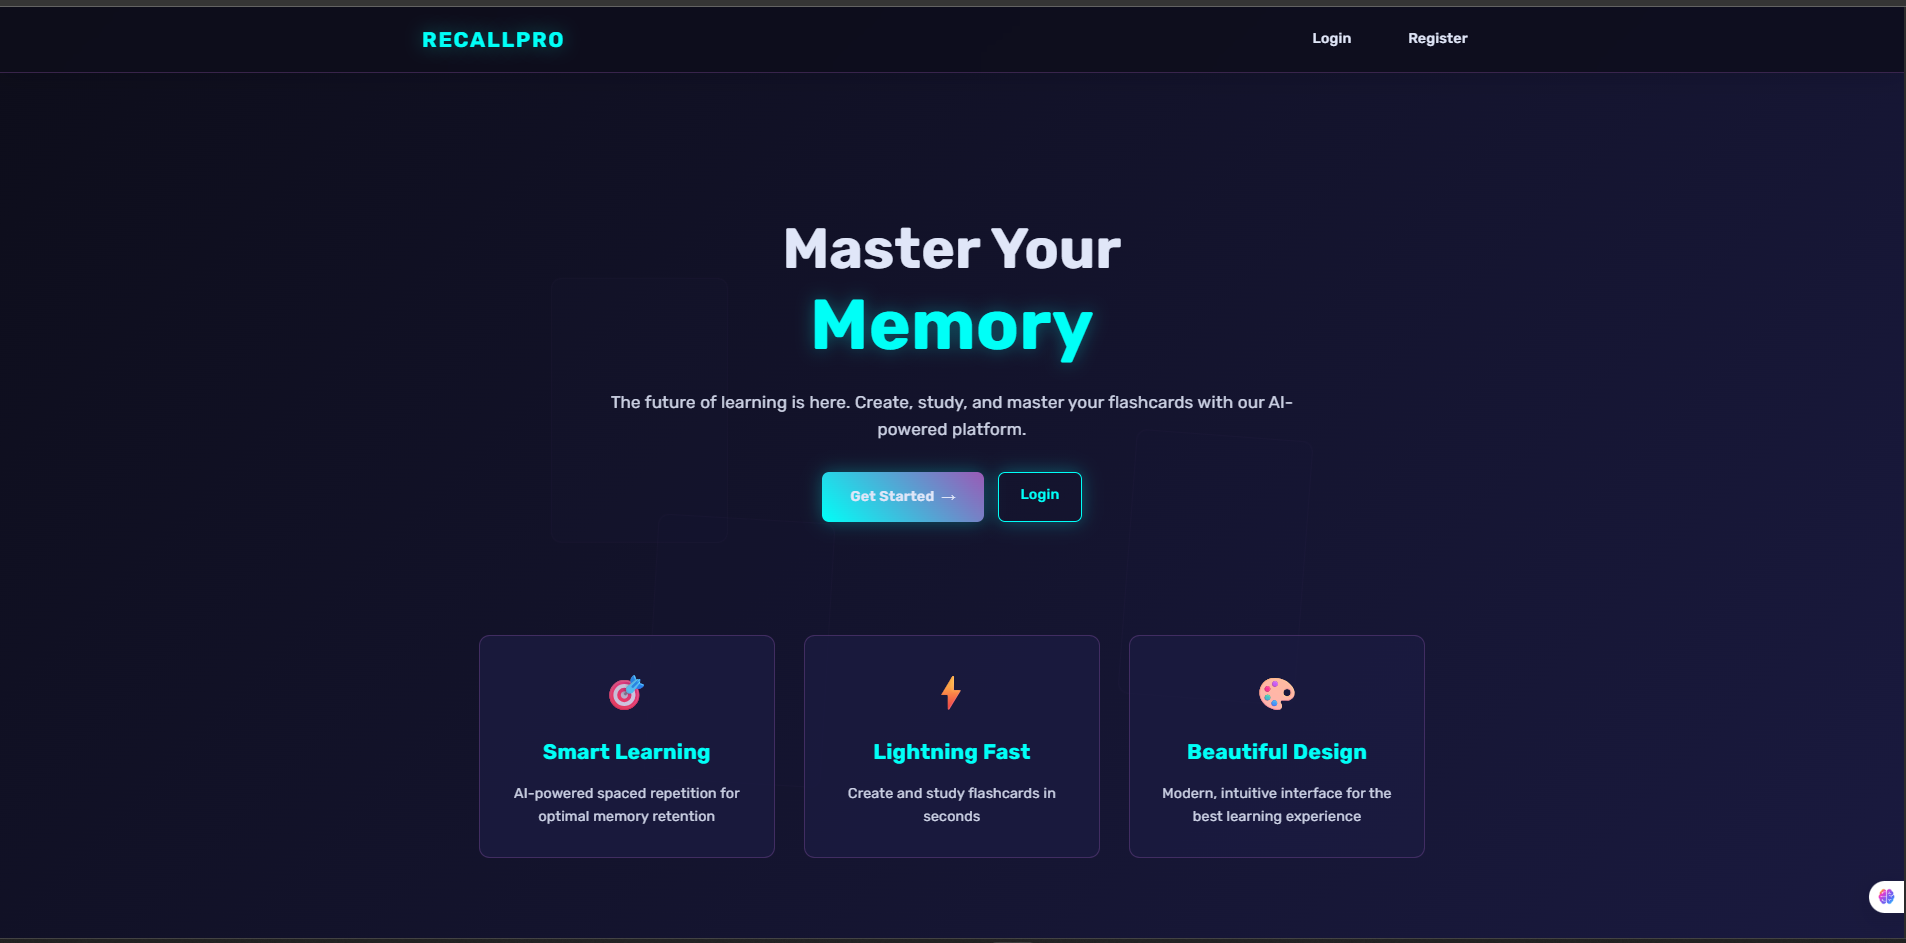 RECALLPRO
Login
Register
Master Your
Memory
The future of learning is here. Create, study, and master your flashcards with our AI-
powered platform.
Get Started →
Login
Smart Learning
AI-powered spaced repetition for
optimal memory retention
Lightning Fast
Create and study flashcards in
seconds
Beautiful Design
Modern, intuitive interface for the
best learning experience